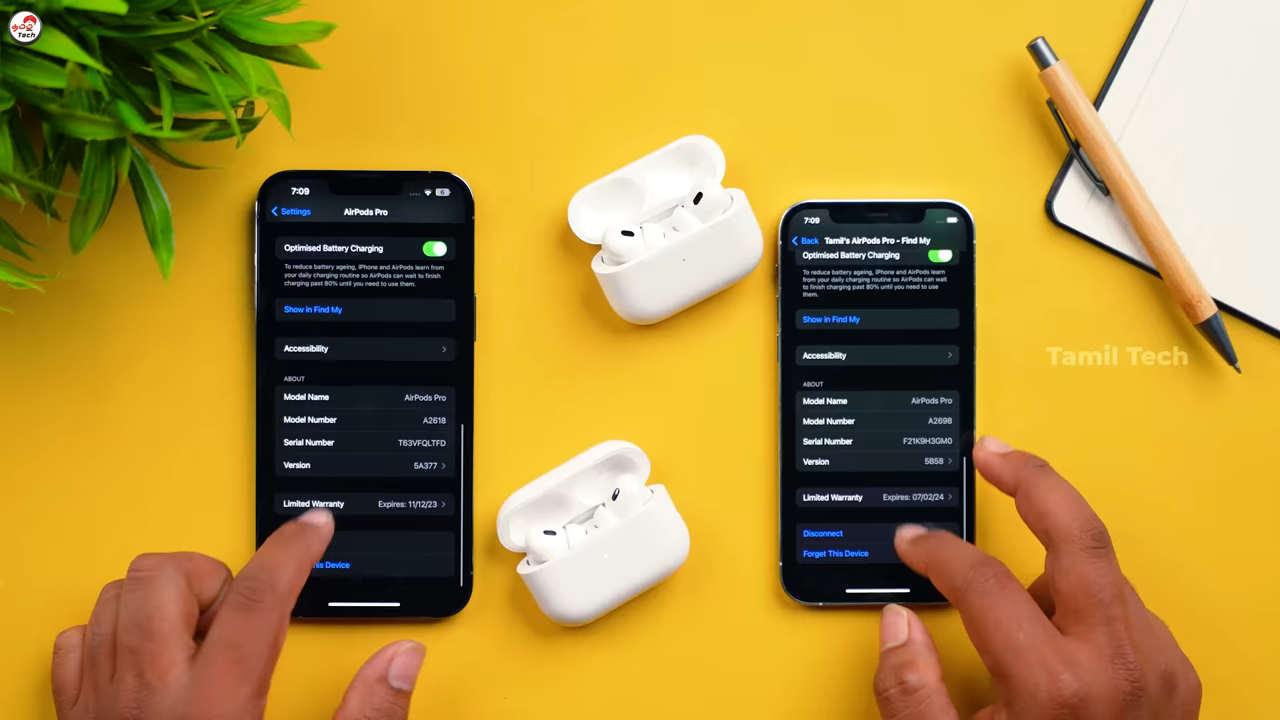 தமிழ்
Tech
7:09
Settings
AirPods Pro
Optimised Battery Charging
To reduce battery ageing, iPhone and AirPods learn from
your daily charging routine so AirPods can wait to
finish charging past 80% until you need to use them.
Show in Find My
Accessibility
ABOUT
Model Name AirPods Pro
Model Number A2618
Serial Number T63VFQLTFD
Version 5A377
Limited Warranty Expires: 11/12/23
This Device
7:09
Back Tamil's AirPods Pro - Find My
Optimised Battery Charging
To reduce battery ageing, iPhone and AirPods learn
from your daily charging routine so AirPods can wait
to finish charging past 80% until you need to use
them.
Show in Find My
Accessibility
ABOUT
Model Name AirPods Pro
Model Number A2698
Serial Number F21K9H3GM0
Version 5B58
Limited Warranty Expires: 07/02/24
Disconnect
Forget This Device
Tamil Tech